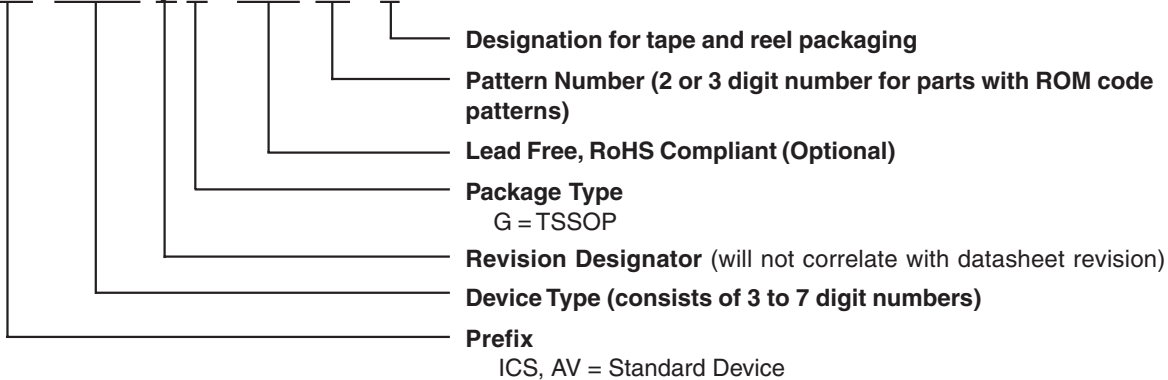 Designation for tape and reel packaging
Pattern Number (2 or 3 digit number for parts with ROM code
patterns)
Lead Free, RoHS Compliant (Optional)
Package Type
G = TSSOP
Revision Designator (will not correlate with datasheet revision)
Device Type (consists of 3 to 7 digit numbers)
Prefix
ICS, AV = Standard Device